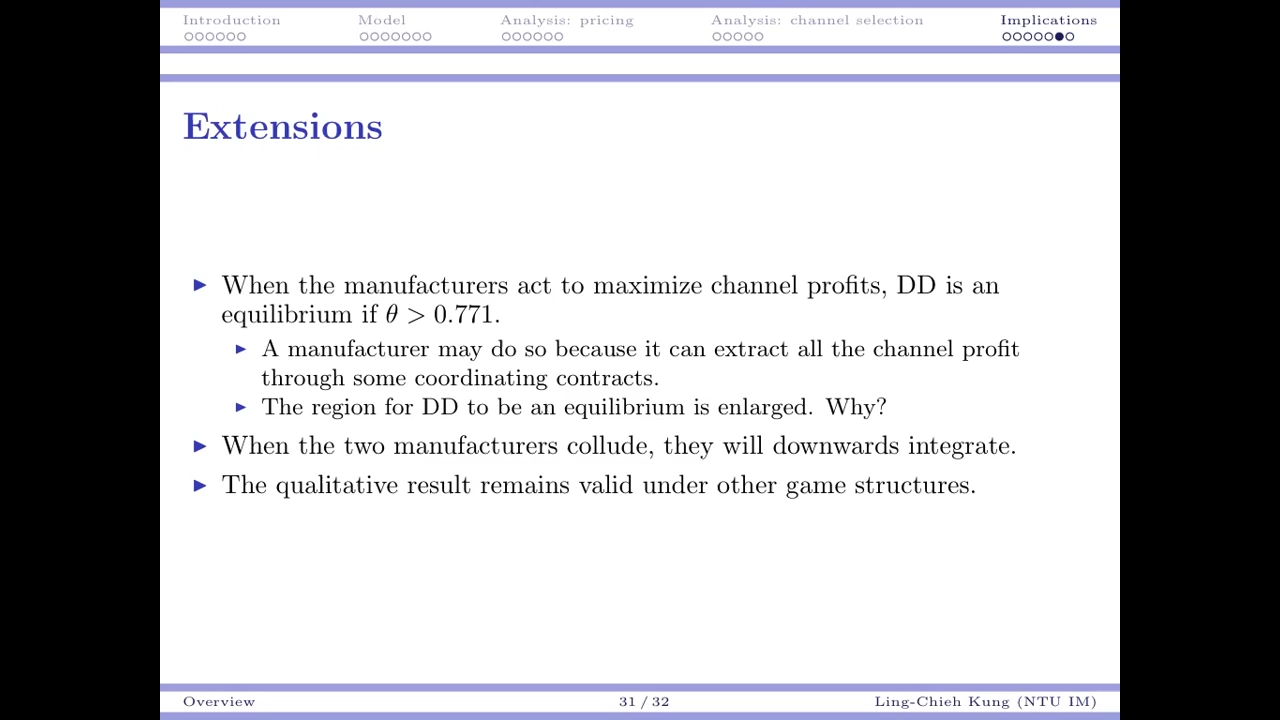 Introduction Model Analysis: pricing Analysis: channel selection Implications
Extensions
When the manufacturers act to maximize channel profits, DD is an
equilibrium if θ > 0.771.
A manufacturer may do so because it can extract all the channel profit
through some coordinating contracts.
The region for DD to be an equilibrium is enlarged. Why?
When the two manufacturers collude, they will downwards integrate.
The qualitative result remains valid under other game structures.
Overview 31 / 32 Ling-Chieh Kung (NTU IM)